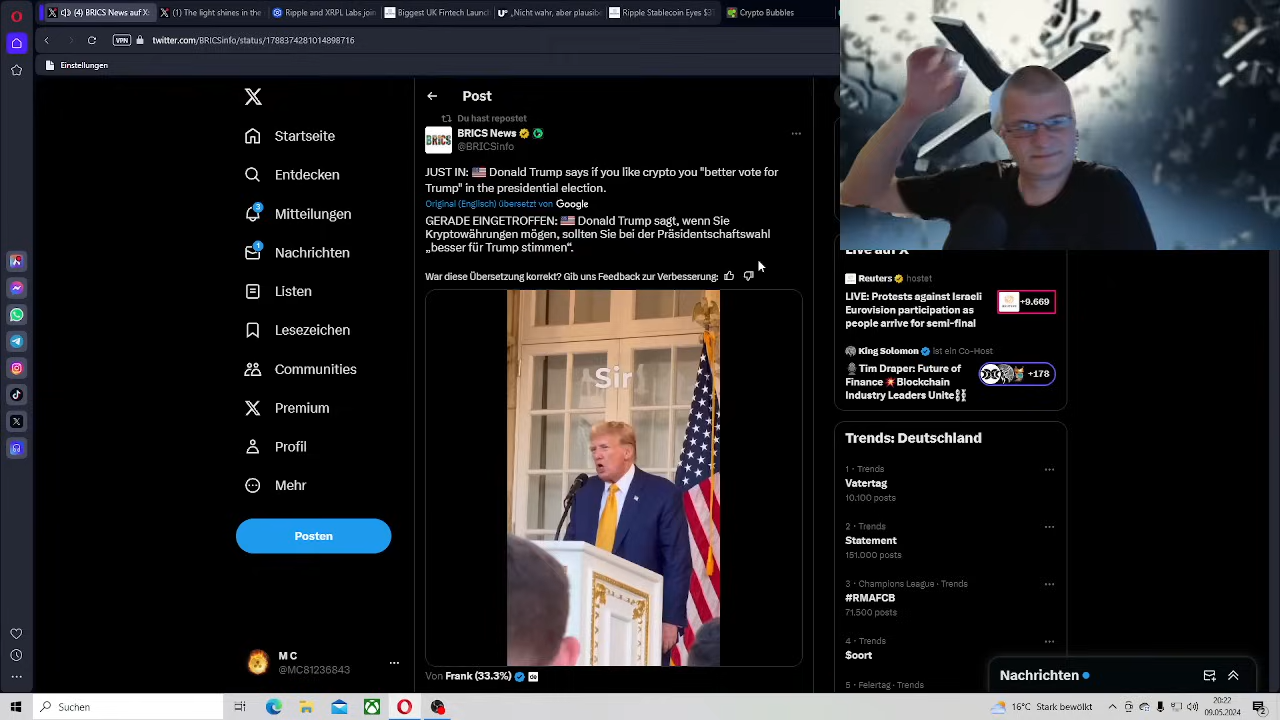 (4) BRICS News auf X:
(1) The light shines in the
Ripple and XRPL Labs join
Biggest UK Fintech Launch
„Nicht wahr, aber plausibe
Ripple Stablecoin Eyes $2
Crypto Bubbles
VPN
twitter.com/BRICSinfo/status/1788374281014898716
Einstellungen
Post
Du hast repostet
BRICS News
@BRICSinfo
BRICS
JUST IN: 🇺🇸 Donald Trump says if you like crypto you "better vote for
Trump" in the presidential election.
Original (Englisch) übersetzt von Google
GERADE EINGETROFFEN: 🇺🇸 Donald Trump sagt, wenn Sie
Kryptowährungen mögen, sollten Sie bei der Präsidentschaftswahl
„besser für Trump stimmen“.
War diese Übersetzung korrekt? Gib uns Feedback zur Verbesserung:
Sir
Von Frank (33.3%)
Startseite
Entdecken
3
Mitteilungen
1
Nachrichten
Listen
Lesezeichen
Communities
Premium
Profil
Mehr
Posten
M C
@MC81236843
Live auf X
Reuters hostet
LIVE: Protests against Israeli
Eurovision participation as
people arrive for semi-final
+9.669
King Solomon ist ein Co-Host
🎙️Tim Draper: Future of
Finance 💥Blockchain
Industry Leaders Unite⛓️
+178
Trends: Deutschland
1 · Trends
Vatertag
10.100 posts
2 · Trends
Statement
151.000 posts
3 · Champions League · Trends
#RMAFCB
71.500 posts
4 · Trends
$oort
5 · Feiertag · Trends
Nachrichten
Suchen
16°C Stark bewölkt
20:22
09.05.2024